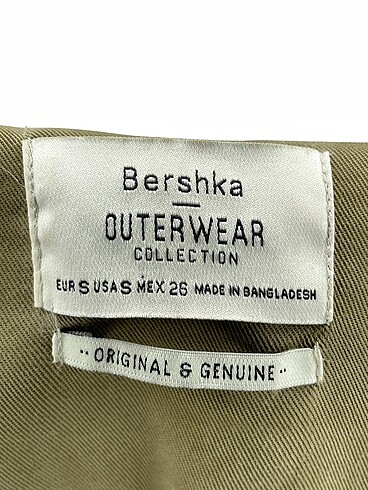 Bershka
OUTERWEAR
COLLECTION
EUR S USA S MEX 26 MADE IN BANGLADESH
·· ORIGINAL & GENUINE ··